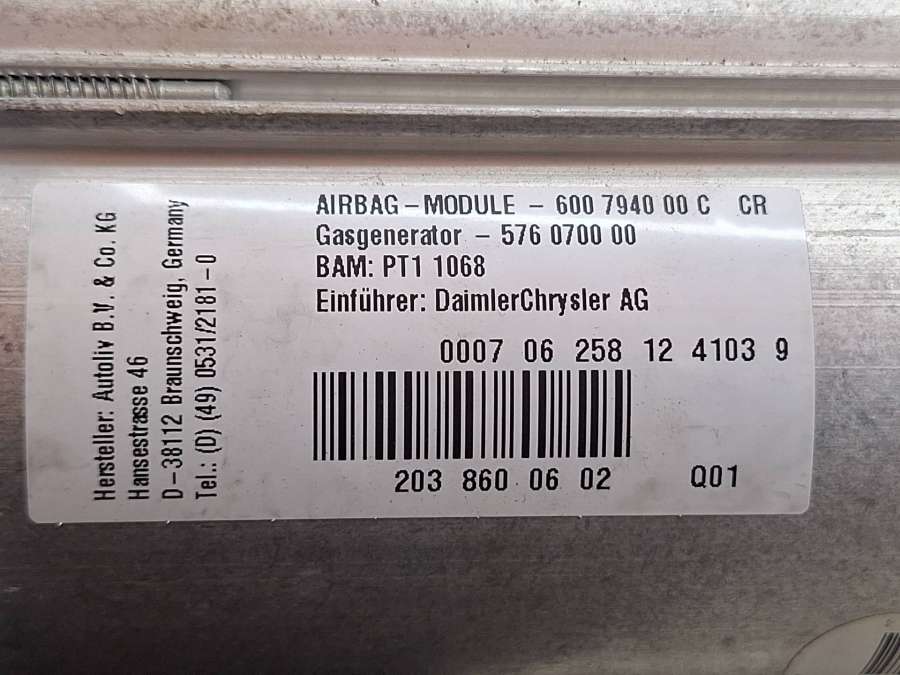 AIRBAG – MODULE – 600 7940 00 C CR
Gasgenerator – 576 0700 00
BAM: PT1 1068
Einführer: DaimlerChrysler AG
0007 06 258 12 4103 9
203 860 06 02 Q01
Hersteller: Autoliv B.V. & Co. KG
Hansestrasse 46
D–38112 Braunschweig, Germany
Tel.: (D) (49) 0531/2181–0